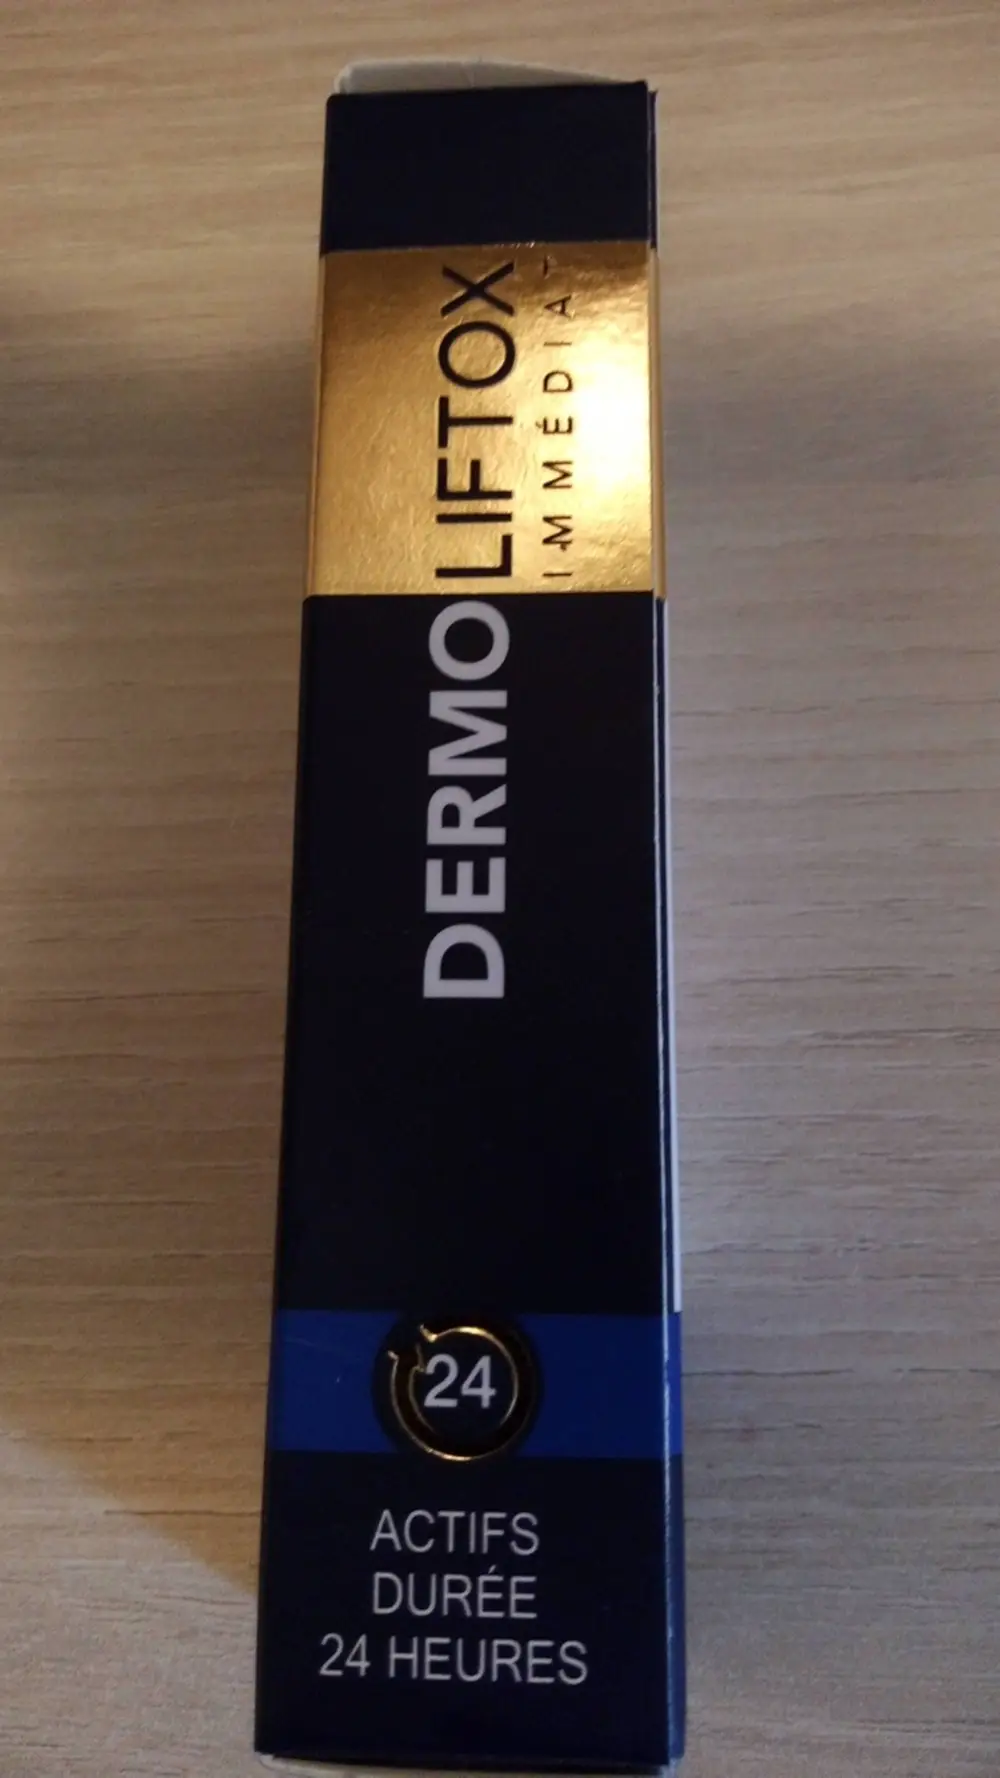 DERMOLIFTOX
IMMÉDIAT
24
ACTIFS
DURÉE
24 HEURES